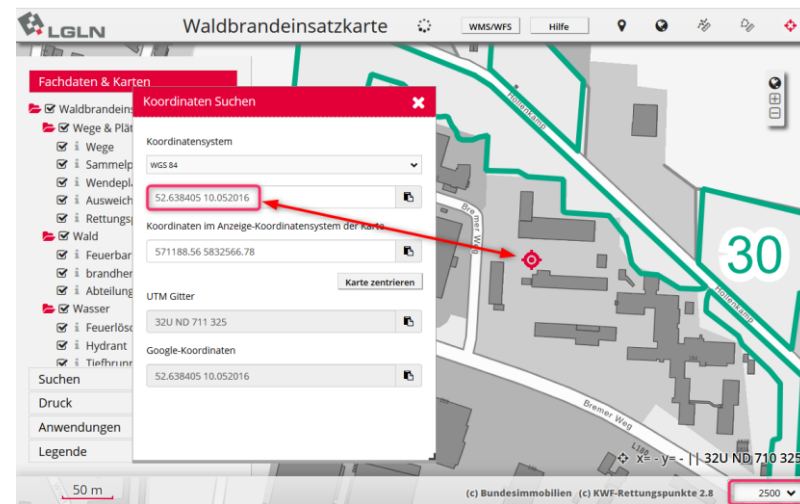 LGLN
Waldbrandeinsatzkarte
WMS/WFS
Hilfe
Fachdaten & Karten
Waldbrandeins
Wege & Plät
i Wege
i Sammelp
i Wendepl
i Ausweich
i Rettungs
Wald
i Feuerbar
i brandher
i Abteilung
Wasser
i Feuerlösc
i Hydrant
i Tiefbrunn
Suchen
Druck
Anwendungen
Legende
Koordinaten Suchen
Koordinatensystem
WGS 84
52.638405 10.052016
Koordinaten im Anzeige-Koordinatensystem der Karte
571188.56 5832566.78
Karte zentrieren
UTM Gitter
32U ND 711 325
Google-Koordinaten
52.638405 10.052016
Hollenkamp
Bremer Weg
30
Hollenkamp
Bremer Weg
L180
x= - y= - || 32U ND 710 325
50 m
(c) Bundesimmobilien (c) KWF-Rettungspunkte 2.8
2500